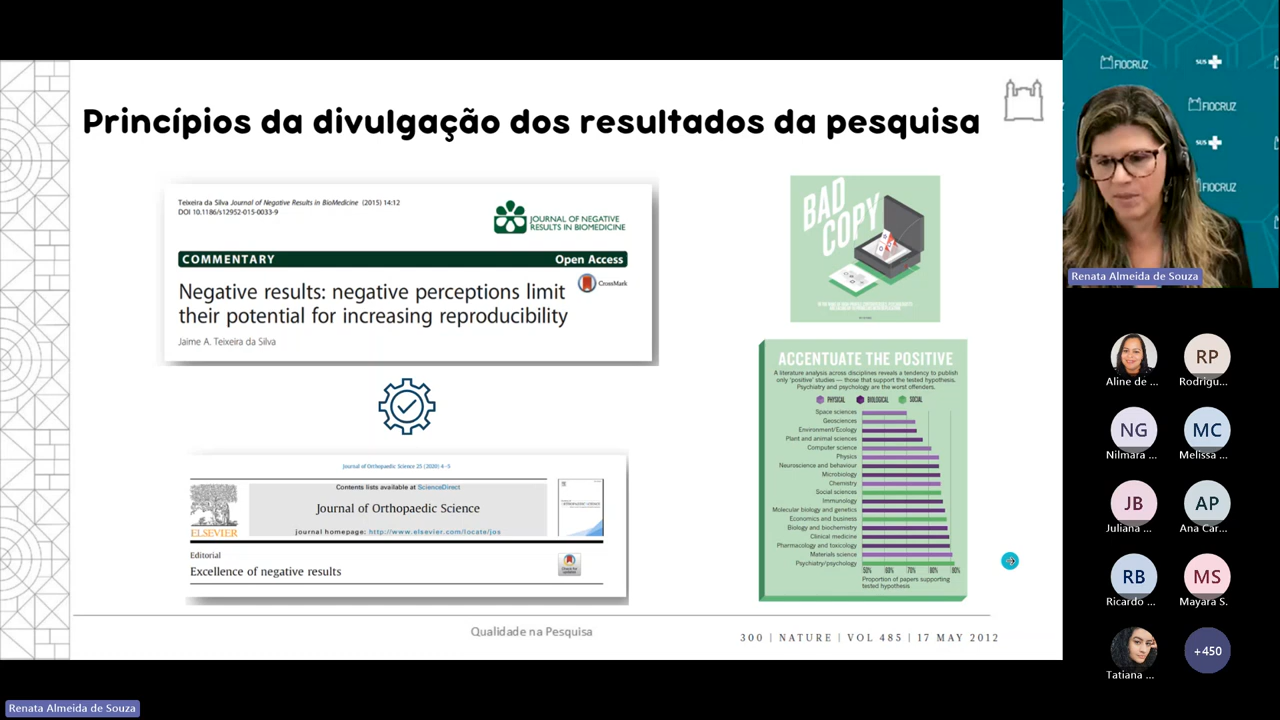 Princípios da divulgação dos resultados da pesquisa
Teixeira da Silva Journal of Negative Results in BioMedicine (2015) 14:12
DOI 10.1186/s12952-015-0033-9
JOURNAL OF NEGATIVE
RESULTS IN BIOMEDICINE
COMMENTARY
Open Access
Negative results: negative perceptions limit
their potential for increasing reproducibility
CrossMark
Jaime A. Teixeira da Silva
Journal of Orthopaedic Science 25 (2020) 4-5
Contents lists available at ScienceDirect
Journal of Orthopaedic Science
journal homepage: http://www.elsevier.com/locate/jos
ELSEVIER
Editorial
Excellence of negative results
BAD
COPY
ACCENTUATE THE POSITIVE
A literature analysis across disciplines reveals a tendency to publish
only 'positive' studies — those that support the tested hypothesis.
Psychiatry and psychology are the worst offenders.
PHYSICAL BIOLOGICAL SOCIAL
Space sciences
Geosciences
Environment/Ecology
Plant and animal sciences
Computer science
Physics
Neuroscience and behaviour
Microbiology
Chemistry
Social sciences
Immunology
Molecular biology and genetics
Economics and business
Biology and biochemistry
Clinical medicine
Pharmacology and toxicology
Materials science
Psychiatry/psychology
50% 60% 70% 80% 90%
Proportion of papers supporting
tested hypothesis
Qualidade na Pesquisa
300 | NATURE | VOL 485 | 17 MAY 2012
FIOCRUZ
SUS
FIOCRUZ
SUS
FIOCRUZ
Renata Almeida de Souza
Aline de ...
RP
Rodrigu...
NG
Nilmara ...
MC
Melissa ...
JB
Juliana ...
AP
Ana Car...
RB
Ricardo ...
MS
Mayara S.
Tatiana ...
+450
Renata Almeida de Souza